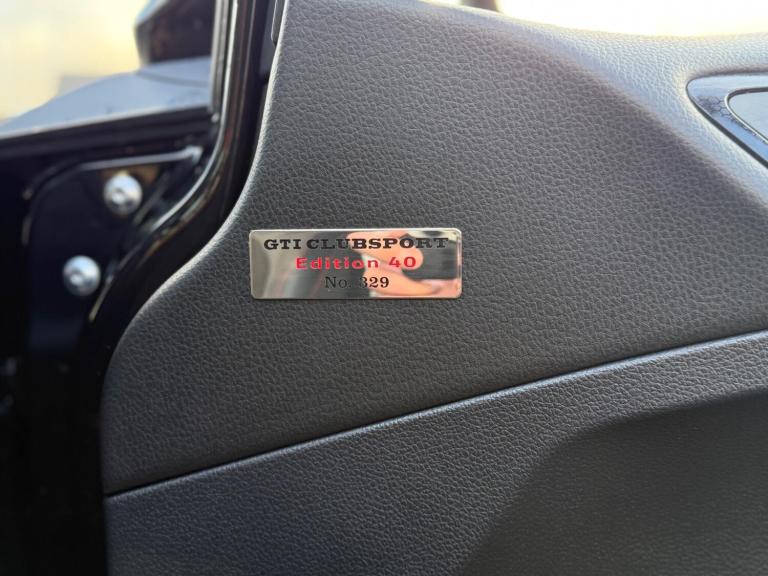 GTI CLUBSPORT
Edition 40
No. 329